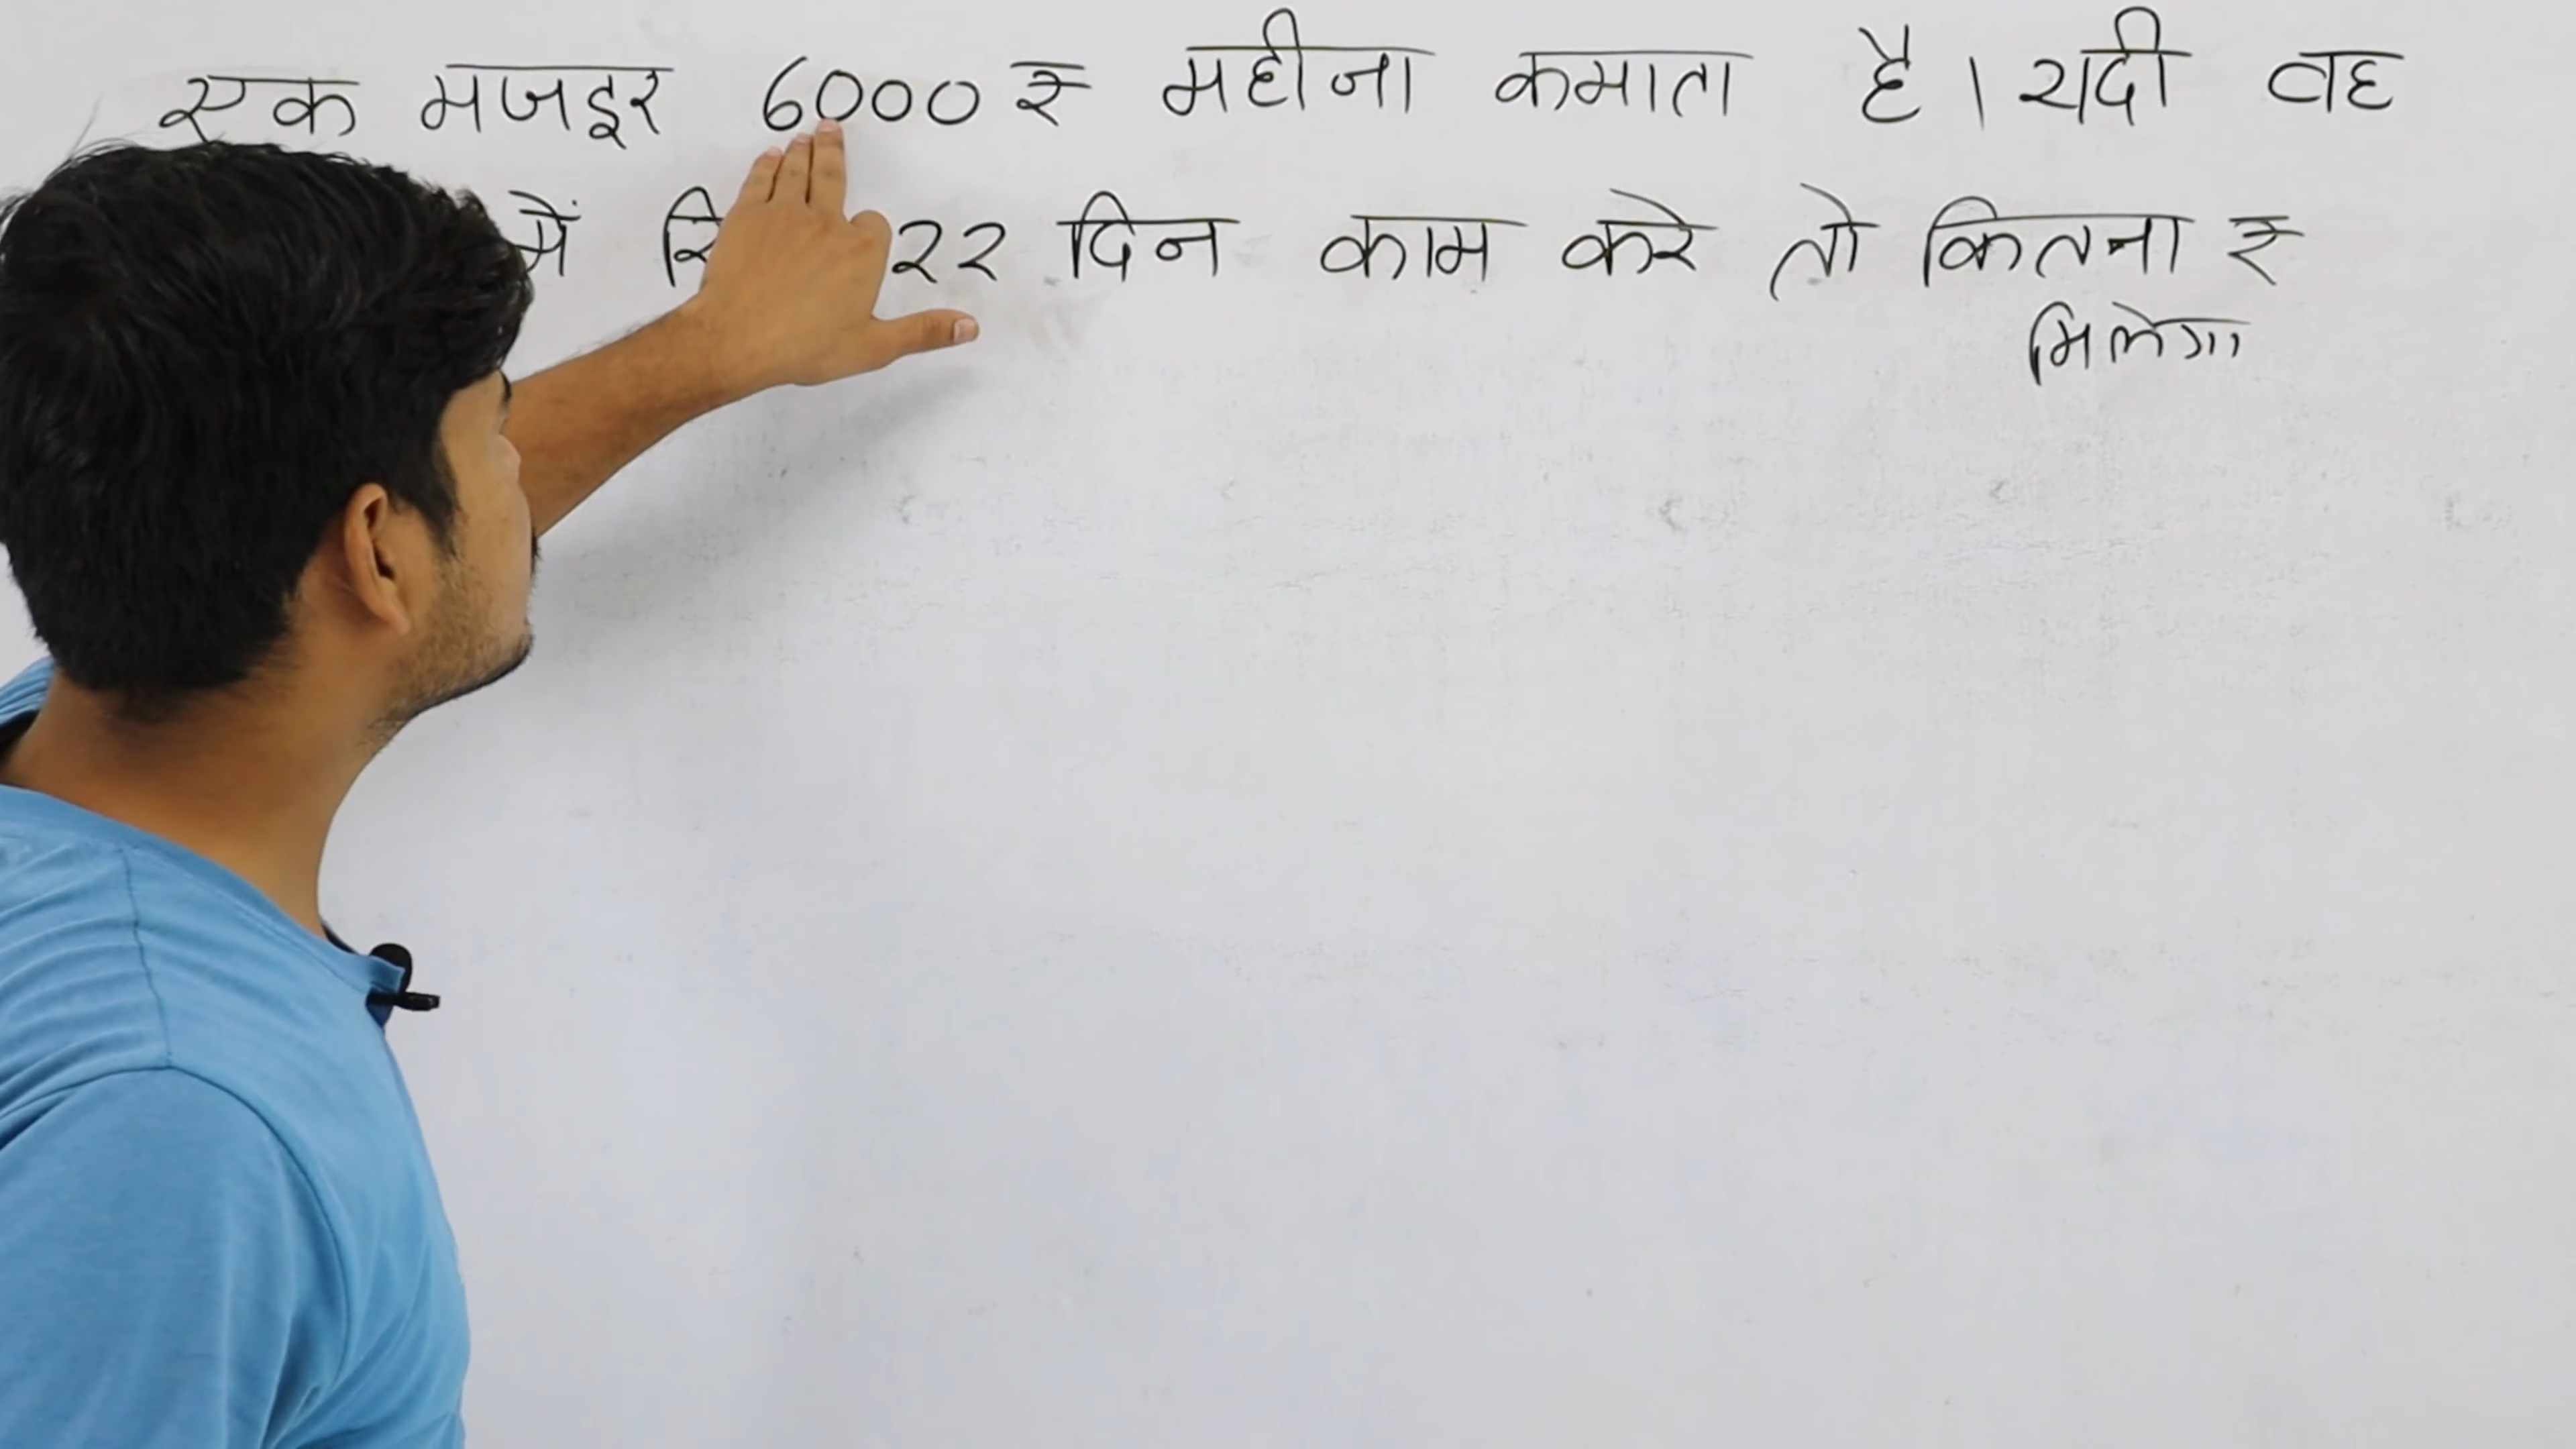 एक मजदूर 6000 ₹ महीना कमाता है । यदी वह
में 22 दिन काम करे तो कितना ₹
मिलेगा